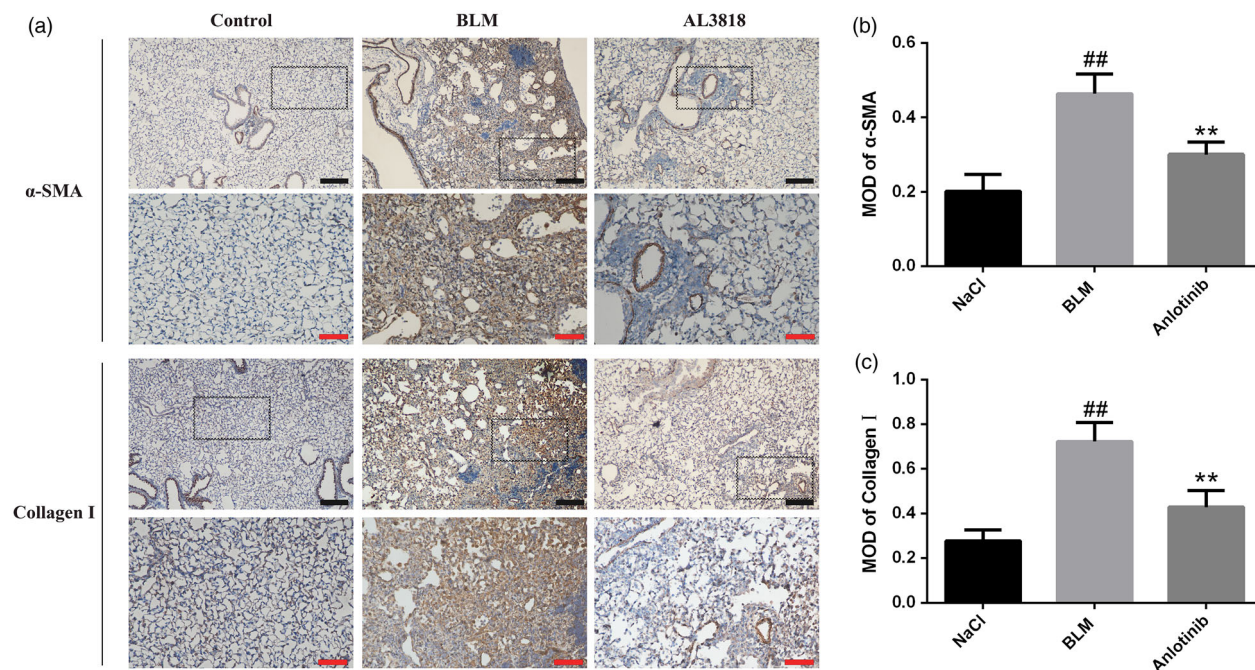 (a)
Control
BLM
AL3818
α-SMA
Collagen I
(b)
MOD of α-SMA
0.6
0.4
0.2
0.0
##
**
NaCl
BLM
Anlotinib
(c)
MOD of Collagen I
1.0
0.8
0.6
0.4
0.2
0.0
##
**
NaCl
BLM
Anlotinib